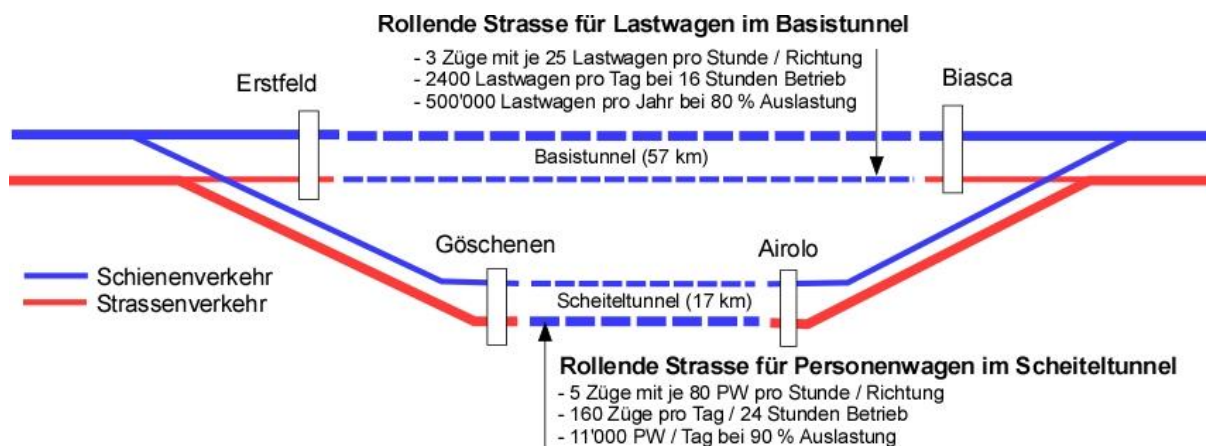 Rollende Strasse für Lastwagen im Basistunnel
- 3 Züge mit je 25 Lastwagen pro Stunde / Richtung
- 2400 Lastwagen pro Tag bei 16 Stunden Betrieb
- 500'000 Lastwagen pro Jahr bei 80 % Auslastung
Erstfeld
Biasca
Basistunnel (57 km)
Göschenen
Airolo
Schienenverkehr
Strassenverkehr
Scheiteltunnel (17 km)
Rollende Strasse für Personenwagen im Scheiteltunnel
- 5 Züge mit je 80 PW pro Stunde / Richtung
- 160 Züge pro Tag / 24 Stunden Betrieb
- 11'000 PW / Tag bei 90 % Auslastung